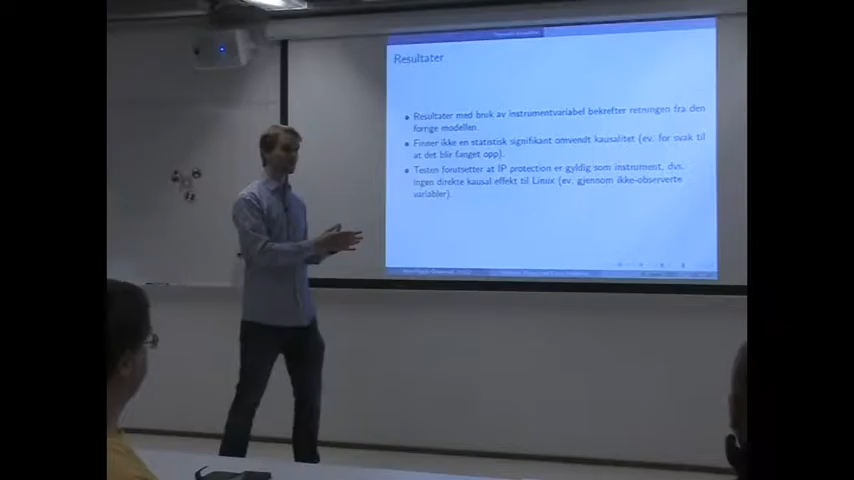 Resultater
Resultater med bruk av instrumentvariabel bekrefter retningen fra den
forrige modellen.
Finner ikke en statistisk signifikant omvendt kausalitet (ev. for svak til
at det blir fanget opp).
Testen forutsetter at IP protection er gyldig som instrument, dvs.
ingen direkte kausal effekt til Linux (ev. gjennom ikke-observerte
variabler).